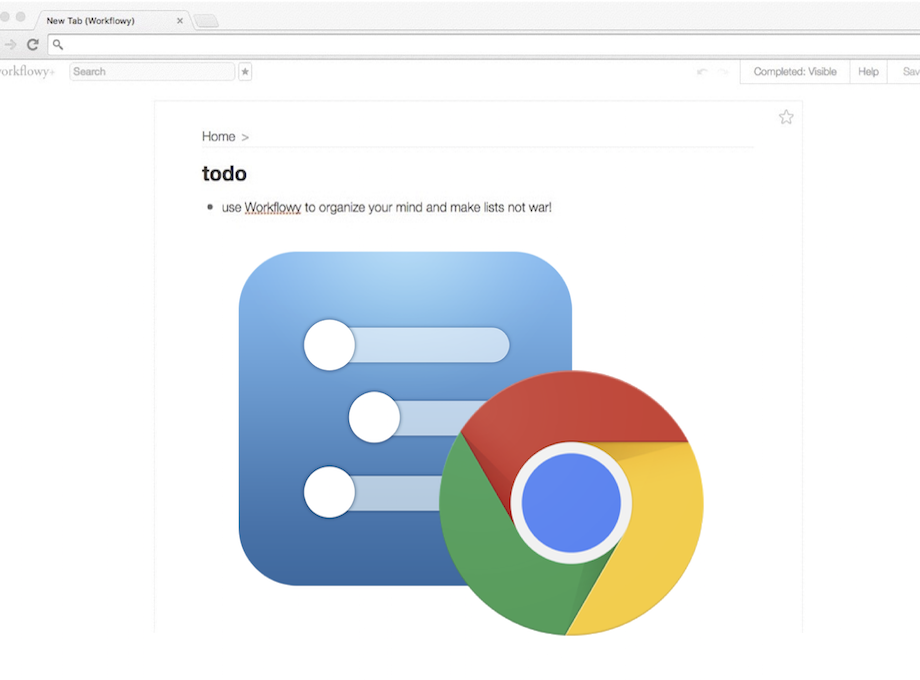 New Tab (Workflowy)
orkflowy+
Search
Completed: Visible
Help
Sav
Home >
todo
use Workflowy to organize your mind and make lists not war!